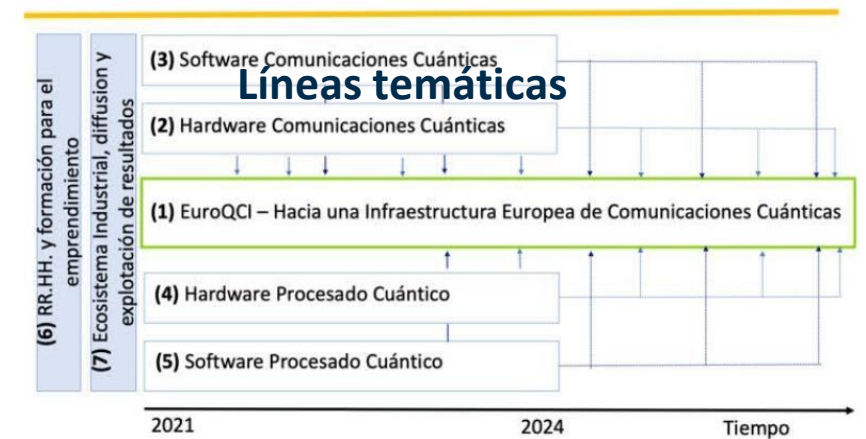 Líneas temáticas
(6) RR.HH. y formación para el
emprendimiento
(7) Ecosistema Industrial, diffusion y
explotación de resultados
(3) Software Comunicaciones Cuánticas
(2) Hardware Comunicaciones Cuánticas
(1) EuroQCI – Hacia una Infraestructura Europea de Comunicaciones Cuánticas
(4) Hardware Procesado Cuántico
(5) Software Procesado Cuántico
2021
2024
Tiempo